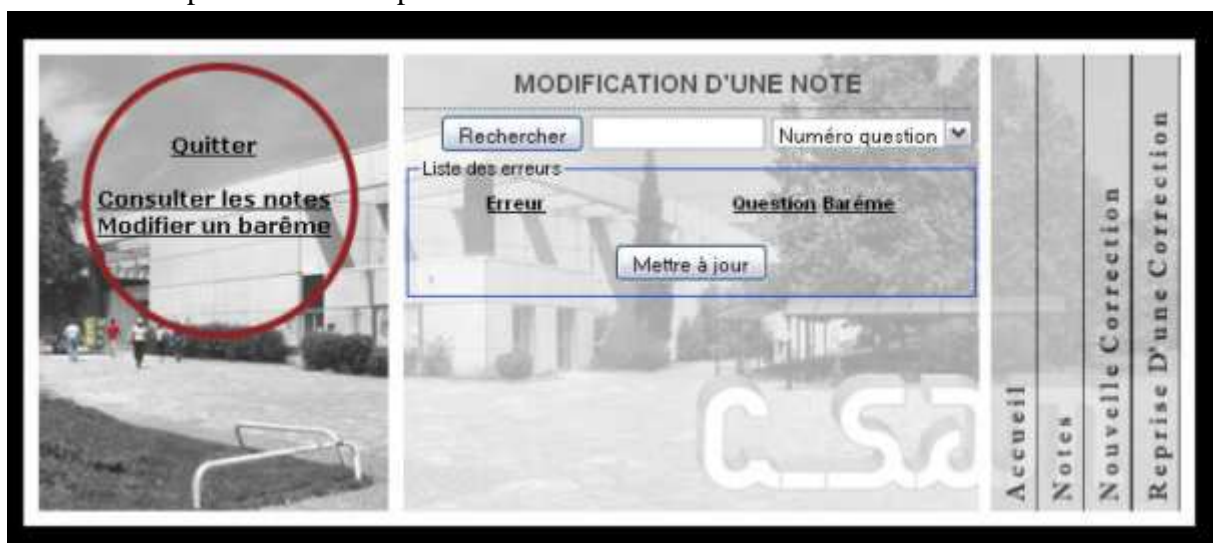 Quitter
Consulter les notes
Modifier un barême
MODIFICATION D'UNE NOTE
Rechercher
Numéro question
Liste des erreurs
Erreur
Question Baréme
Mettre à jour
Accueil
Notes
Nouvelle Correction
Reprise D'une Correction